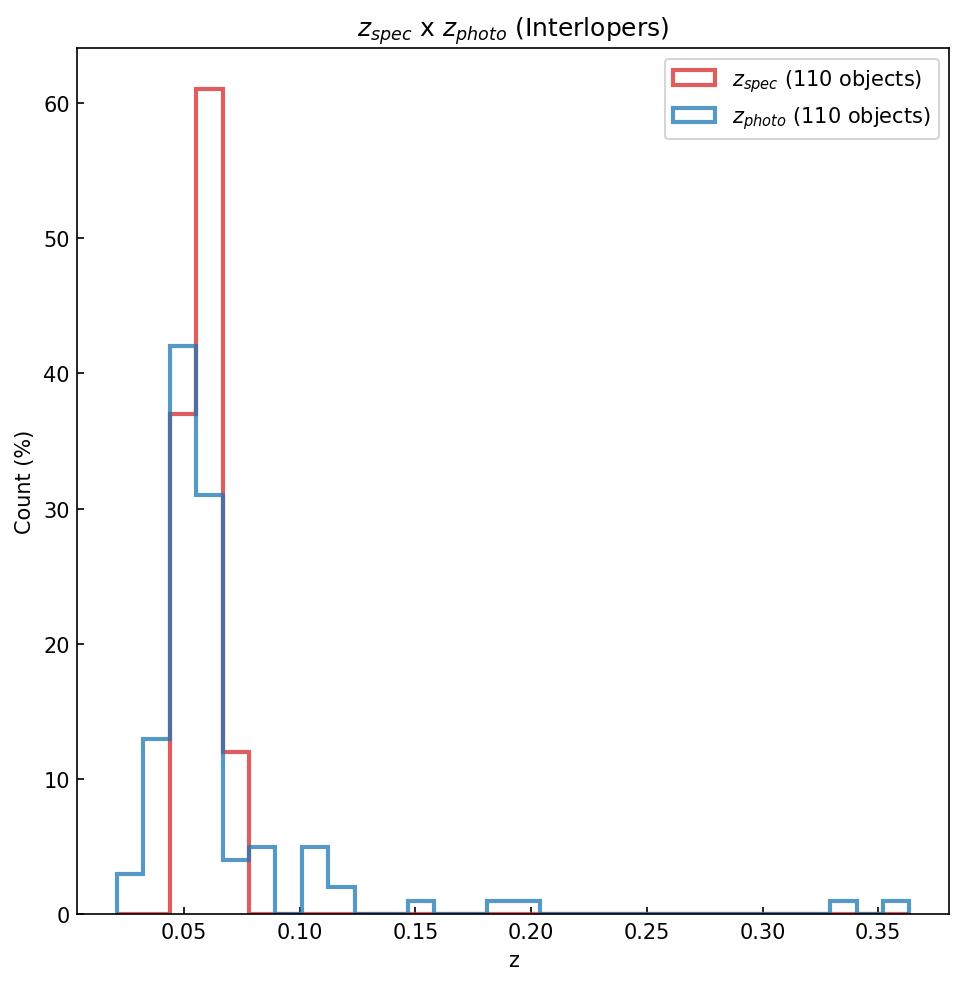 z_spec x z_photo (Interlopers)
z_spec (110 objects)
z_photo (110 objects)
Count (%)
60
50
40
30
20
10
0
0.05 0.10 0.15 0.20 0.25 0.30 0.35
z